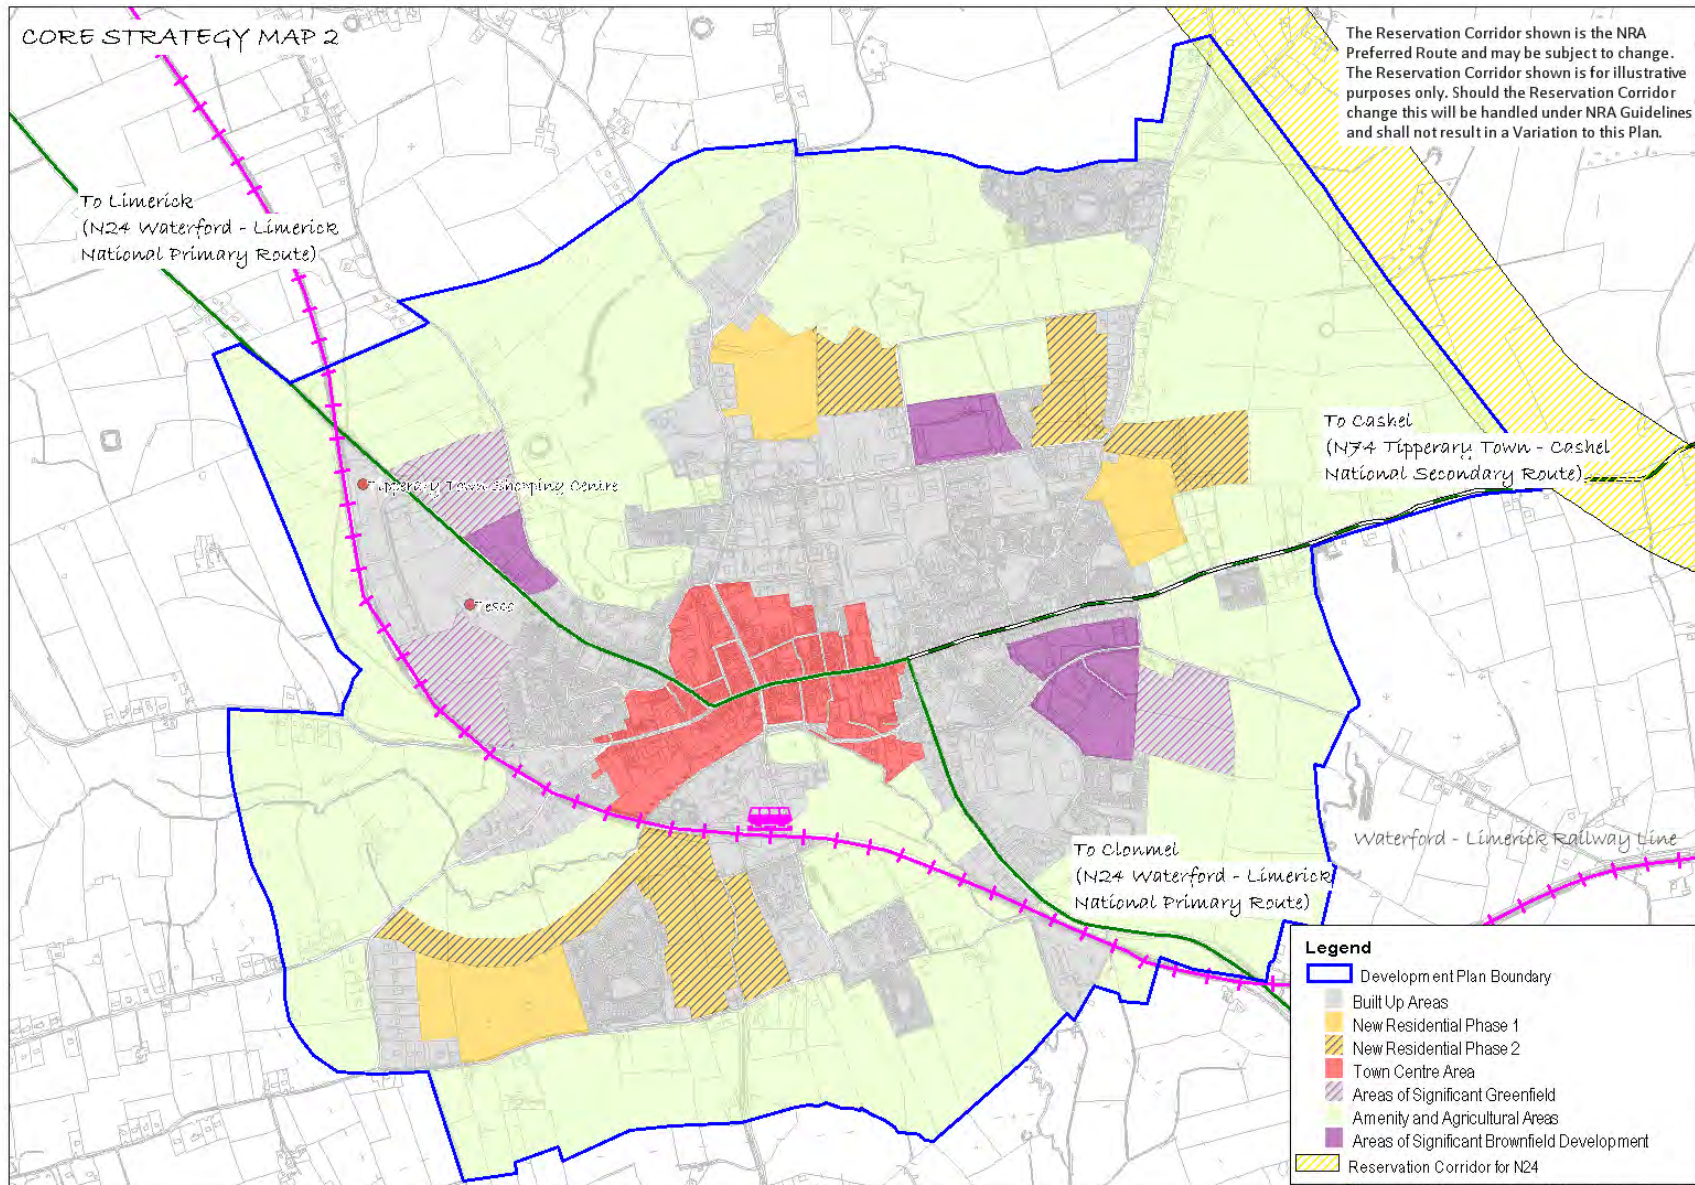 CORE STRATEGY MAP 2
The Reservation Corridor shown is the NRA
Preferred Route and may be subject to change.
The Reservation Corridor shown is for illustrative
purposes only. Should the Reservation Corridor
change this will be handled under NRA Guidelines
and shall not result in a Variation to this Plan.
To Limerick
(N24 Waterford - Limerick
National Primary Route)
To Cashel
(N74 Tipperary Town - Cashel
National Secondary Route)
Tipperary Town Shopping Centre
Tesco
To Clonmel
(N24 Waterford - Limerick
National Primary Route)
Waterford - Limerick Railway Line
Legend
Development Plan Boundary
Built Up Areas
New Residential Phase 1
New Residential Phase 2
Town Centre Area
Areas of Significant Greenfield
Amenity and Agricultural Areas
Areas of Significant Brownfield Development
Reservation Corridor for N24